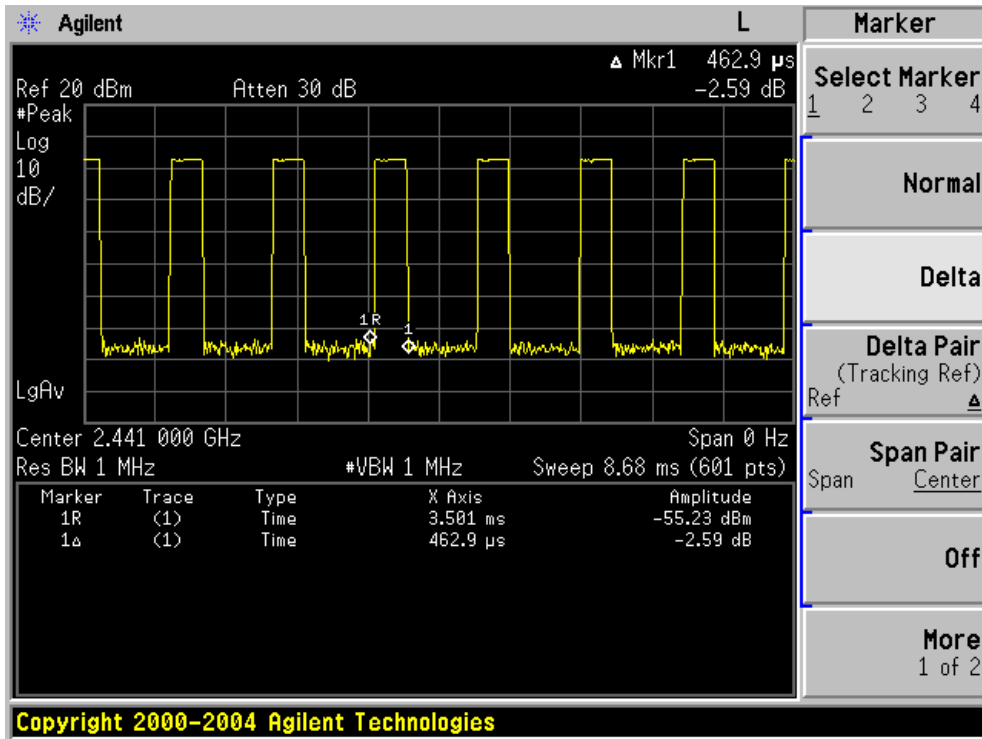 Agilent L
Δ Mkr1 462.9 µs
Ref 20 dBm Atten 30 dB -2.59 dB
#Peak
Log
10
dB/
1R
1
LgAv
Center 2.441 000 GHz Span 0 Hz
Res BW 1 MHz #VBW 1 MHz Sweep 8.68 ms (601 pts)
Marker Trace Type X Axis Amplitude
1R (1) Time 3.501 ms -55.23 dBm
1Δ (1) Time 462.9 µs -2.59 dB
Marker
Select Marker
1 2 3 4
Normal
Delta
Delta Pair
(Tracking Ref)
Ref Δ
Span Pair
Span Center
Off
More
1 of 2
Copyright 2000-2004 Agilent Technologies